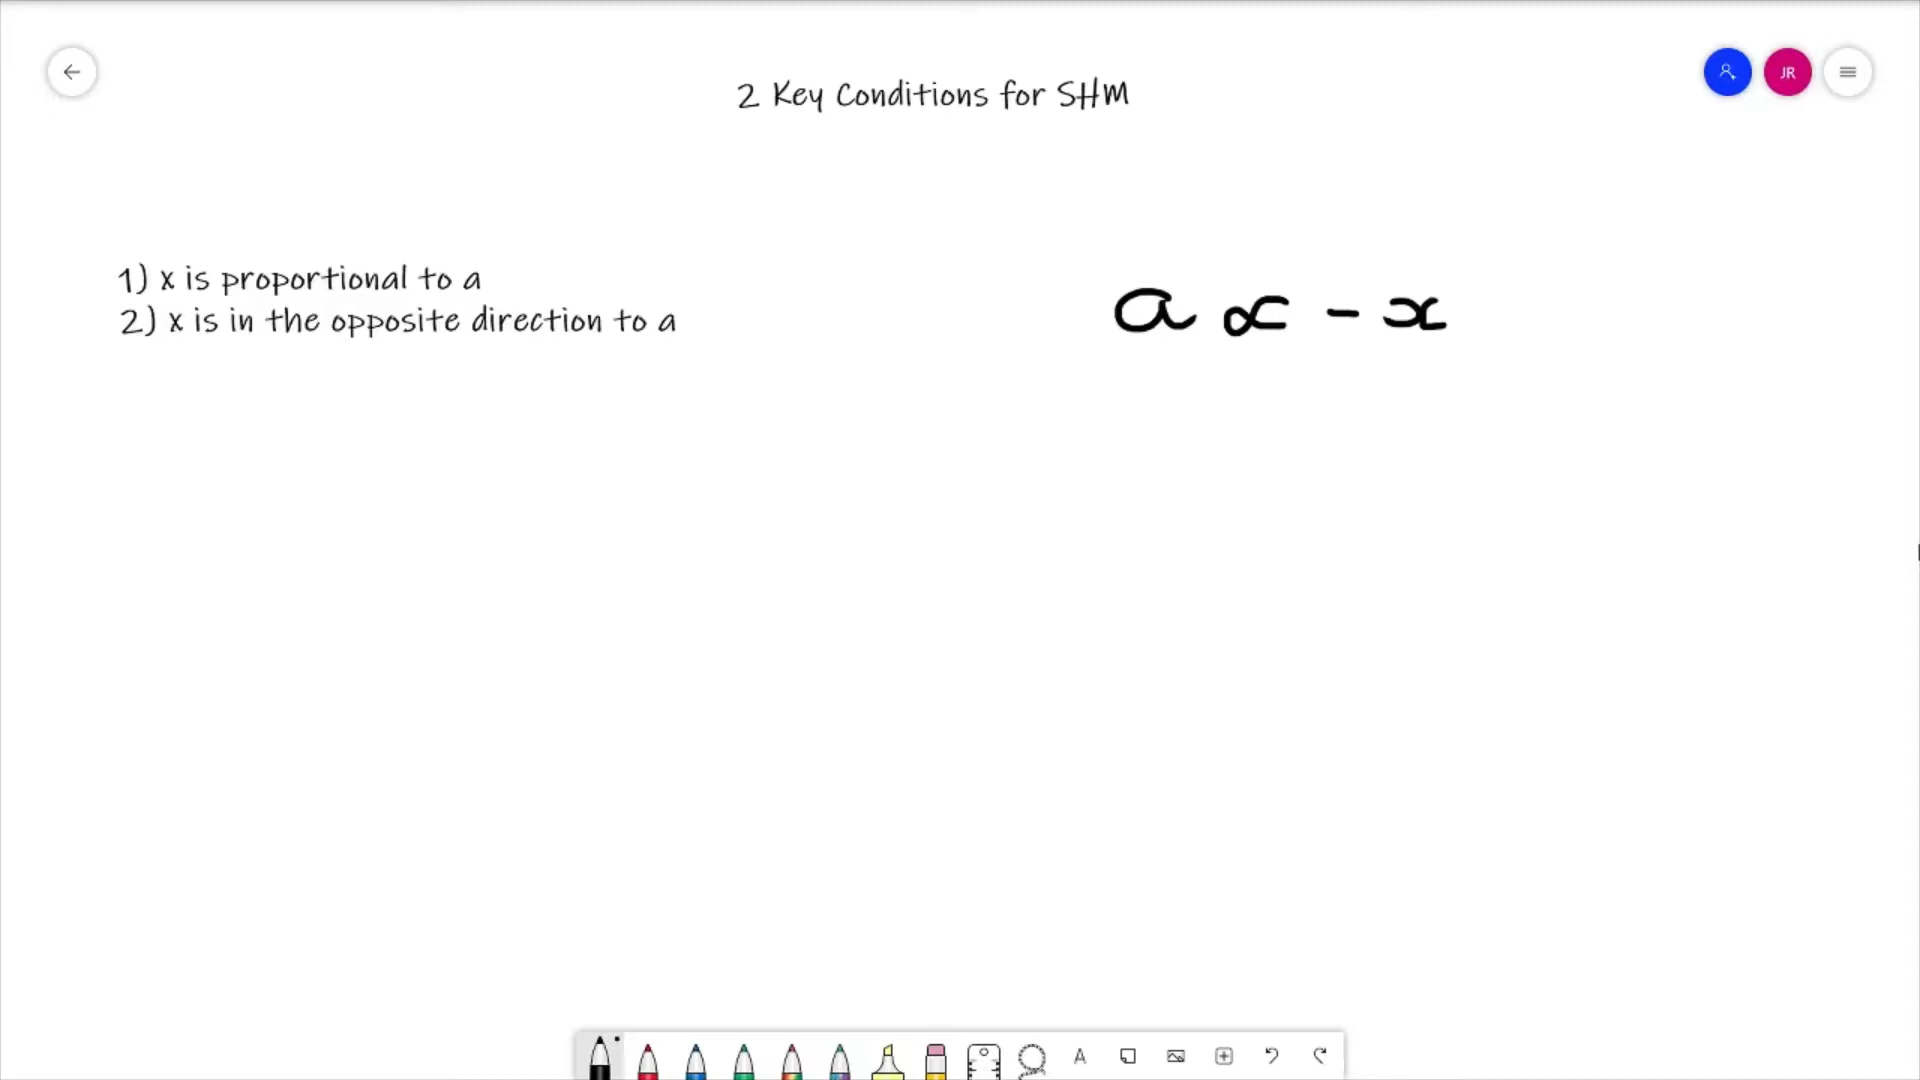 2 Key Conditions for SHM
JR
1) x is proportional to a
2) x is in the opposite direction to a
a ∝ - x
A